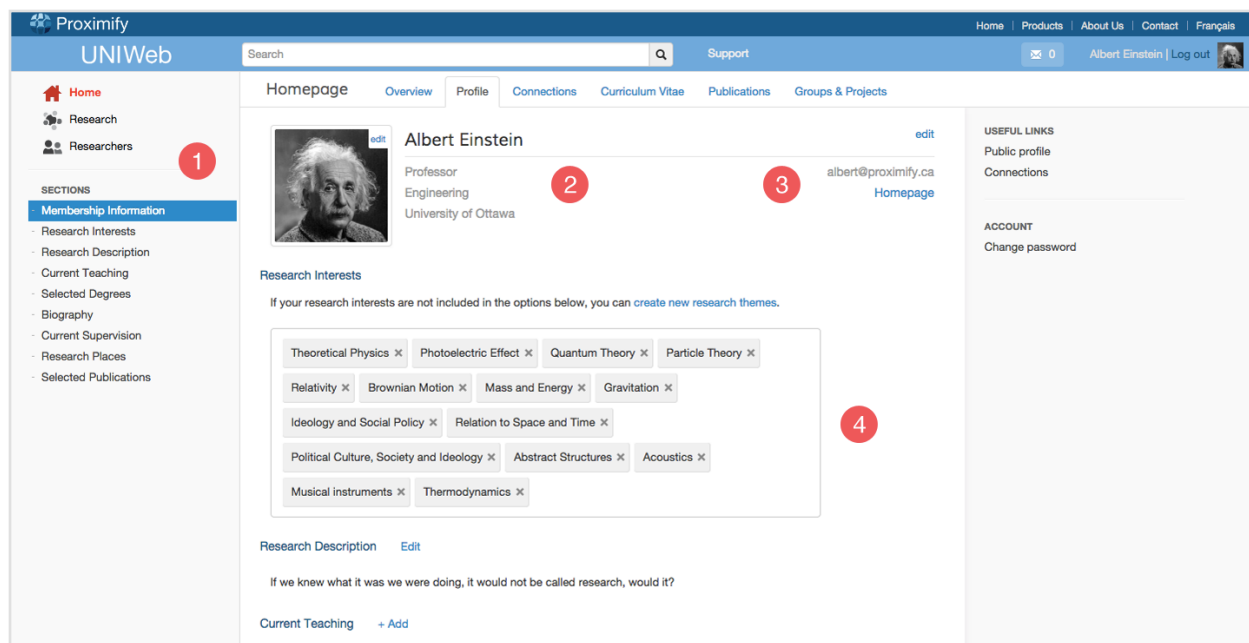 Proximify
Home | Products | About Us | Contact | Français
UNIWeb
Search
Support
0
Albert Einstein | Log out
Home
Research
Researchers
1
SECTIONS
- Membership Information
- Research Interests
- Research Description
- Current Teaching
- Selected Degrees
- Biography
- Current Supervision
- Research Places
- Selected Publications
Homepage Overview Profile Connections Curriculum Vitae Publications Groups & Projects
edit
Albert Einstein
edit
Professor
Engineering
University of Ottawa
2
3
albert@proximify.ca
Homepage
Research Interests
If your research interests are not included in the options below, you can create new research themes.
Theoretical Physics × Photoelectric Effect × Quantum Theory × Particle Theory ×
Relativity × Brownian Motion × Mass and Energy × Gravitation ×
Ideology and Social Policy × Relation to Space and Time ×
Political Culture, Society and Ideology × Abstract Structures × Acoustics ×
Musical instruments × Thermodynamics ×
4
Research Description Edit
If we knew what it was we were doing, it would not be called research, would it?
Current Teaching + Add
USEFUL LINKS
Public profile
Connections
ACCOUNT
Change password